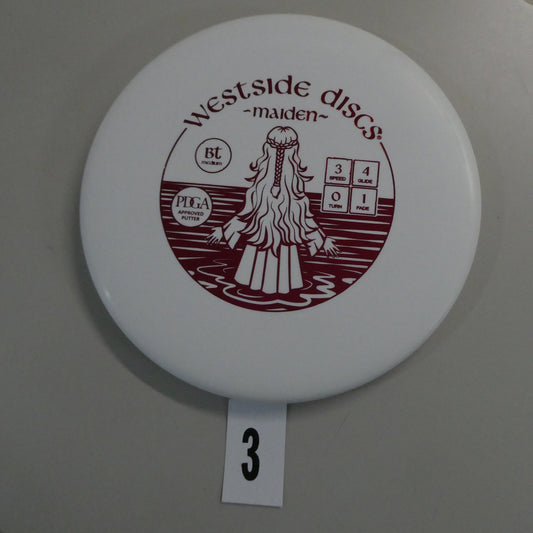 WESTSIDE DISCS
~maiden~
Bt
medium
3 4
SPEED GLIDE
0 1
TURN FADE
PDGA
APPROVED
PUTTER
3